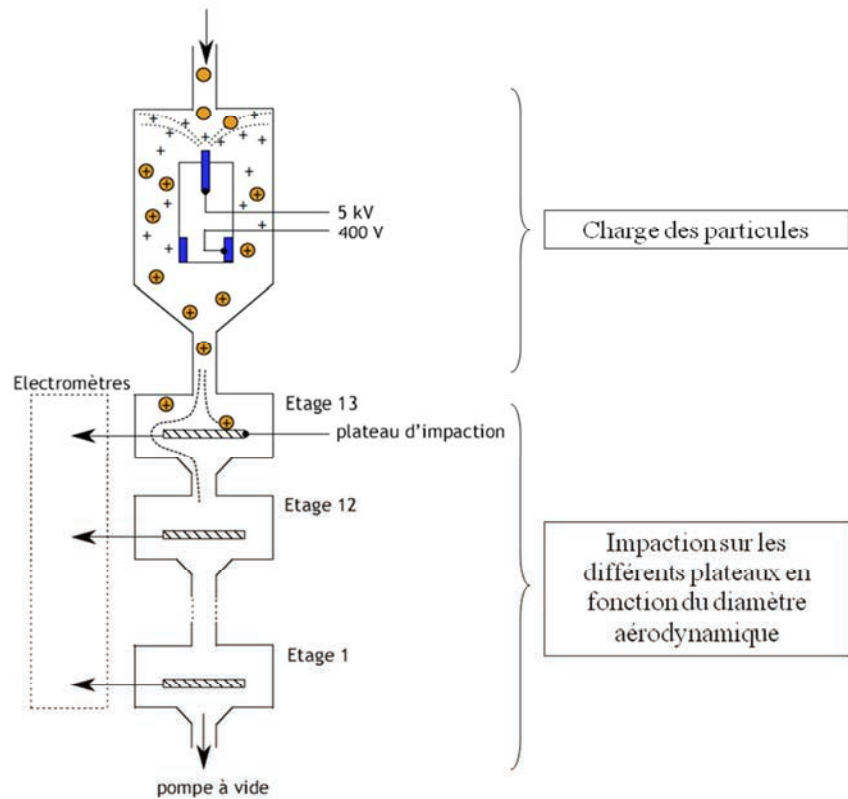 5 kV
400 V
Charge des particules
Electromètres
Etage 13
plateau d'impaction
Etage 12
Impaction sur les
différents plateaux en
fonction du diamètre
aérodynamique
Etage 1
pompe à vide